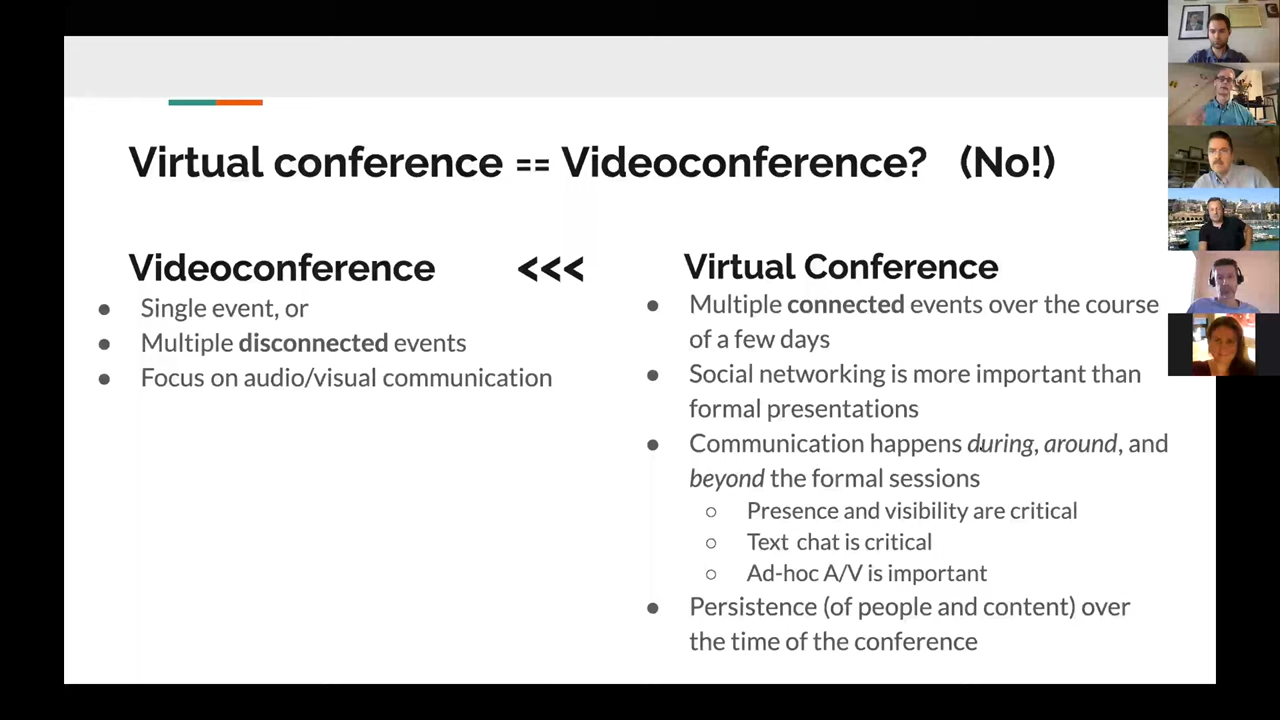 Virtual conference == Videoconference? (No!)
Videoconference <<<
● Single event, or
● Multiple disconnected events
● Focus on audio/visual communication
Virtual Conference
● Multiple connected events over the course
of a few days
● Social networking is more important than
formal presentations
● Communication happens during, around, and
beyond the formal sessions
○ Presence and visibility are critical
○ Text chat is critical
○ Ad-hoc A/V is important
● Persistence (of people and content) over
the time of the conference